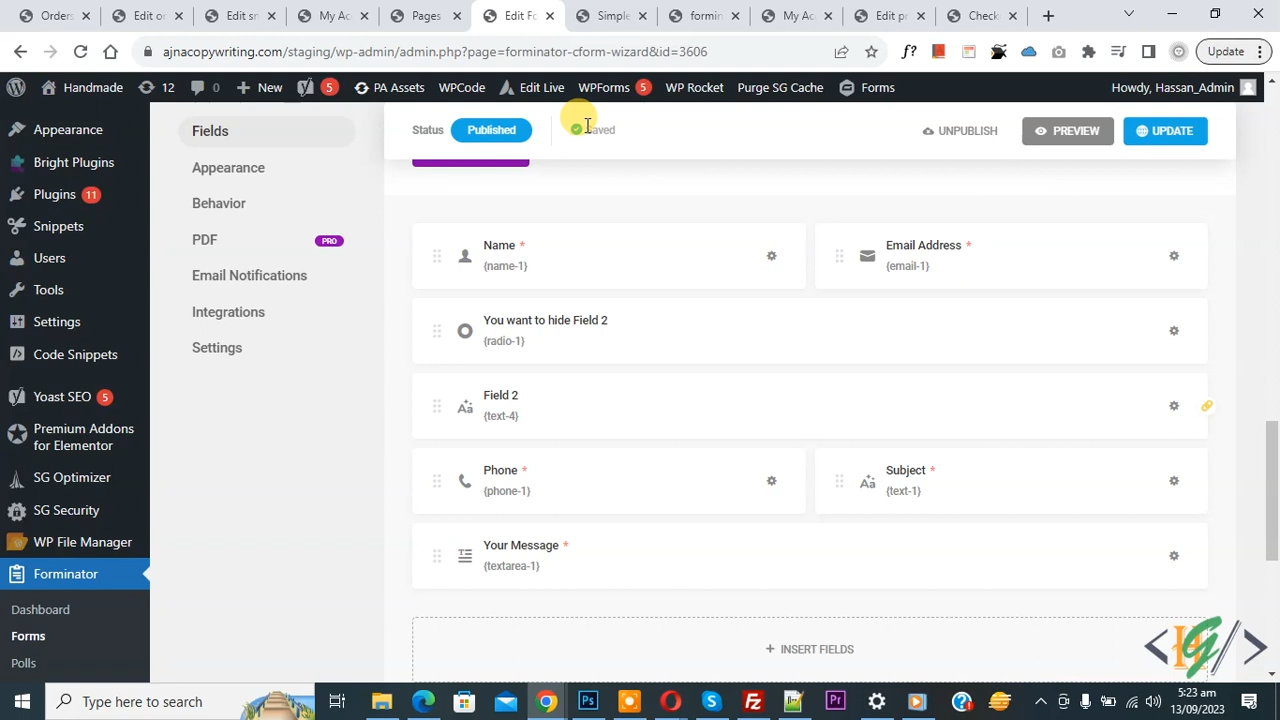 Orders
Edit or
Edit sn
My Ac
Pages
Edit Fo
Simple
formin
My Ac
Edit pr
Check
ajnacopywriting.com/staging/wp-admin/admin.php?page=forminator-cform-wizard&id=3606
f?
Update
Handmade
12
0
New
5
PA Assets
WPCode
Edit Live
WPForms
5
WP Rocket
Purge SG Cache
Forms
Howdy, Hassan_Admin
Appearance
Bright Plugins
Plugins 11
Snippets
Users
Tools
Settings
Code Snippets
Yoast SEO 5
Premium Addons
for Elementor
SG Optimizer
SG Security
WP File Manager
Forminator
Dashboard
Forms
Polls
Fields
Appearance
Behavior
PDF PRO
Email Notifications
Integrations
Settings
Status Published
Saved
UNPUBLISH
PREVIEW
UPDATE
Name *
{name-1}
Email Address *
{email-1}
You want to hide Field 2
{radio-1}
Field 2
{text-4}
Phone *
{phone-1}
Subject *
{text-1}
Your Message *
{textarea-1}
+ INSERT FIELDS
<HG/>
Type here to search
5:23 am
13/09/2023